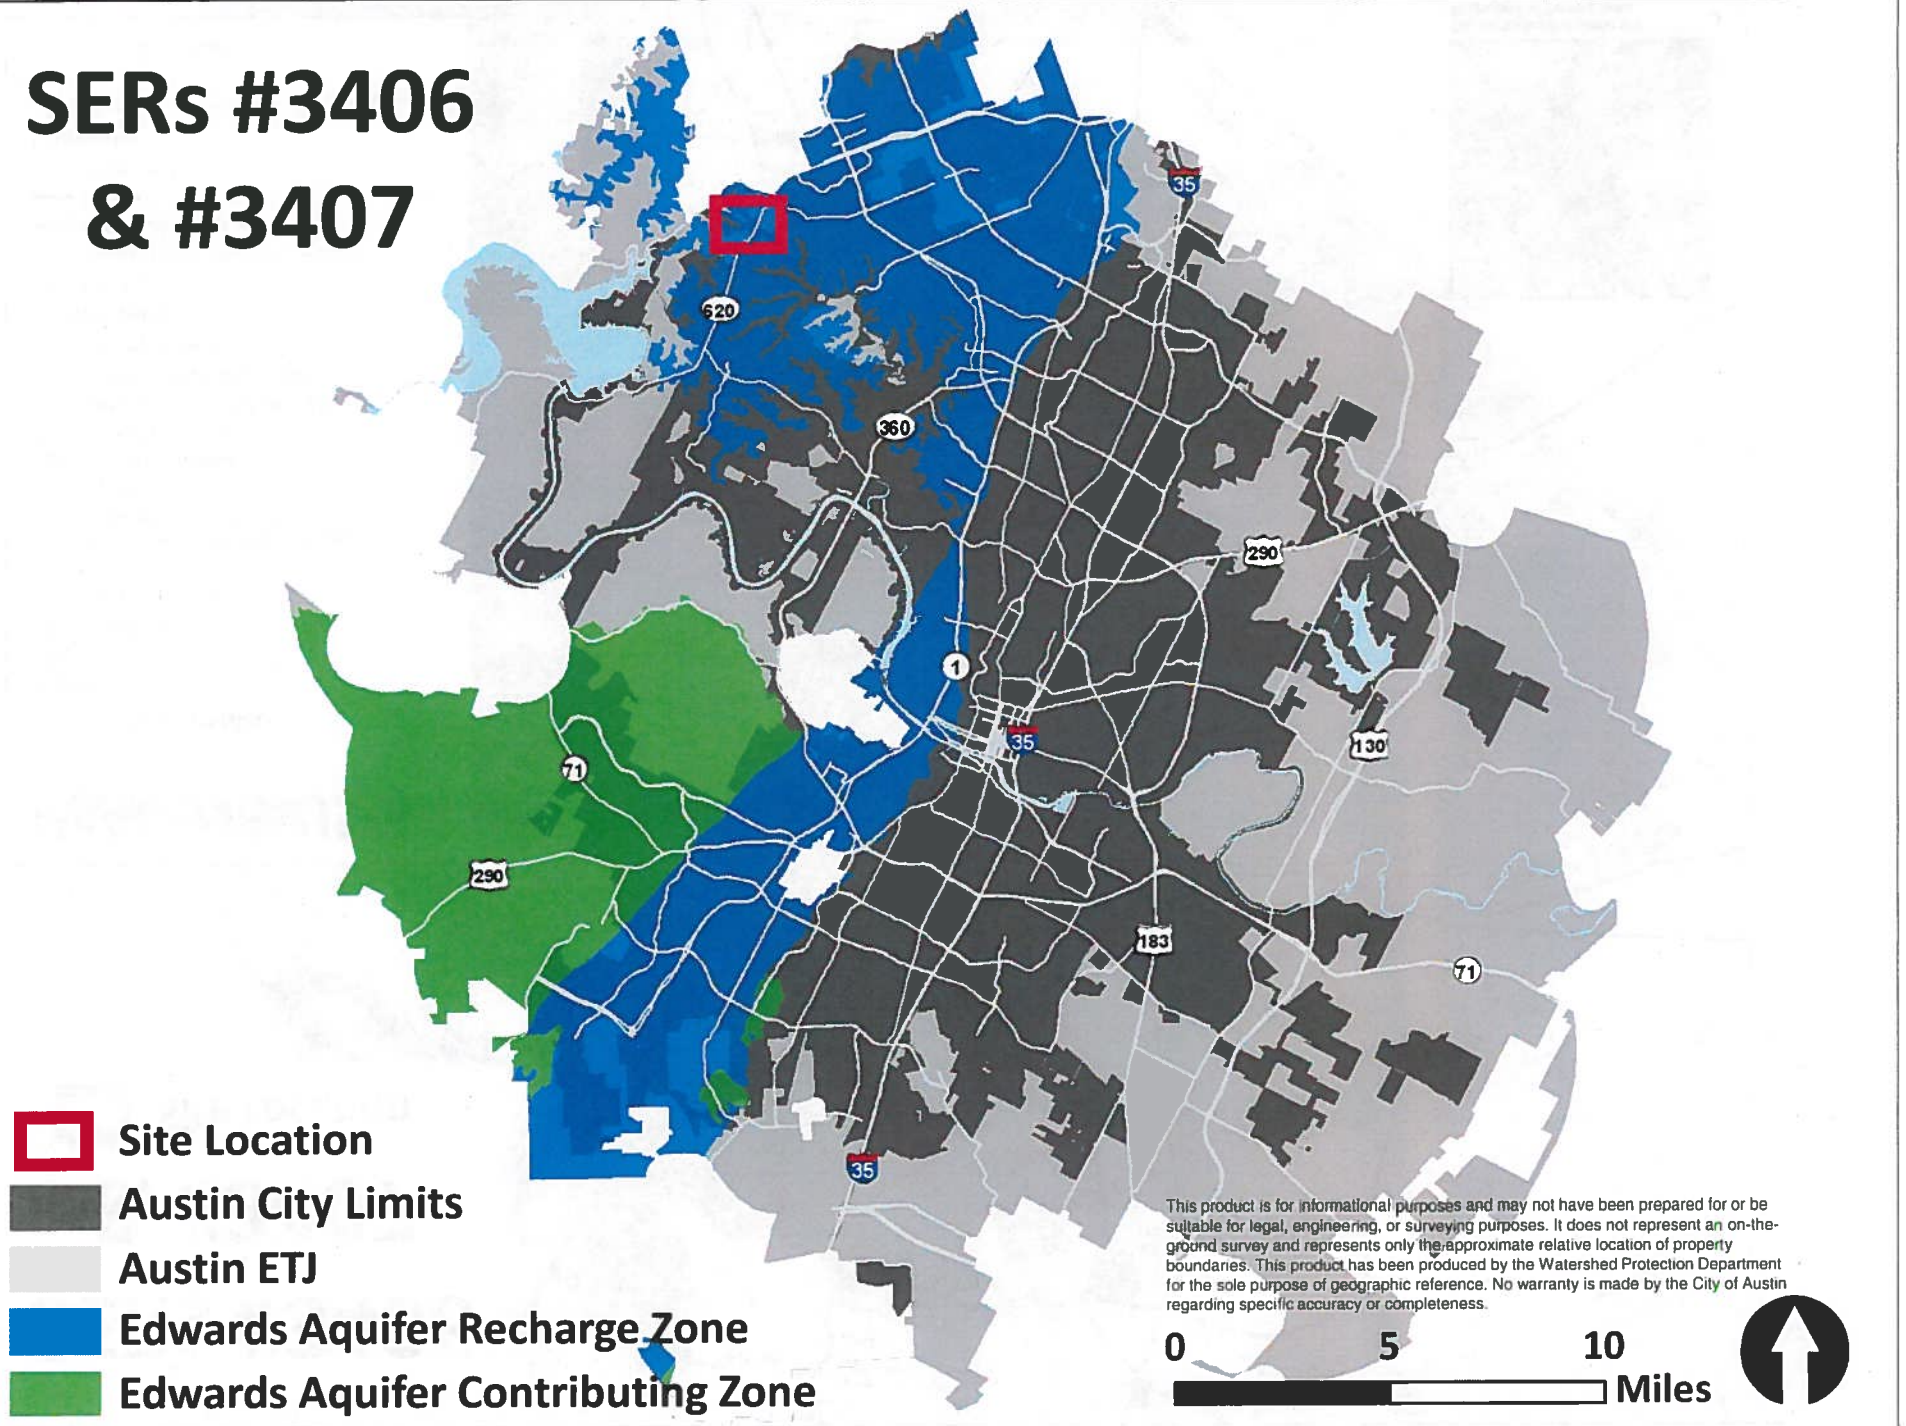 SERs #3406
& #3407
35
620
360
290
1
35
130
71
290
183
71
35
Site Location
Austin City Limits
Austin ETJ
Edwards Aquifer Recharge Zone
Edwards Aquifer Contributing Zone
This product is for informational purposes and may not have been prepared for or be
suitable for legal, engineering, or surveying purposes. It does not represent an on-the-
ground survey and represents only the approximate relative location of property
boundaries. This product has been produced by the Watershed Protection Department
for the sole purpose of geographic reference. No warranty is made by the City of Austin
regarding specific accuracy or completeness.
0 5 10
Miles